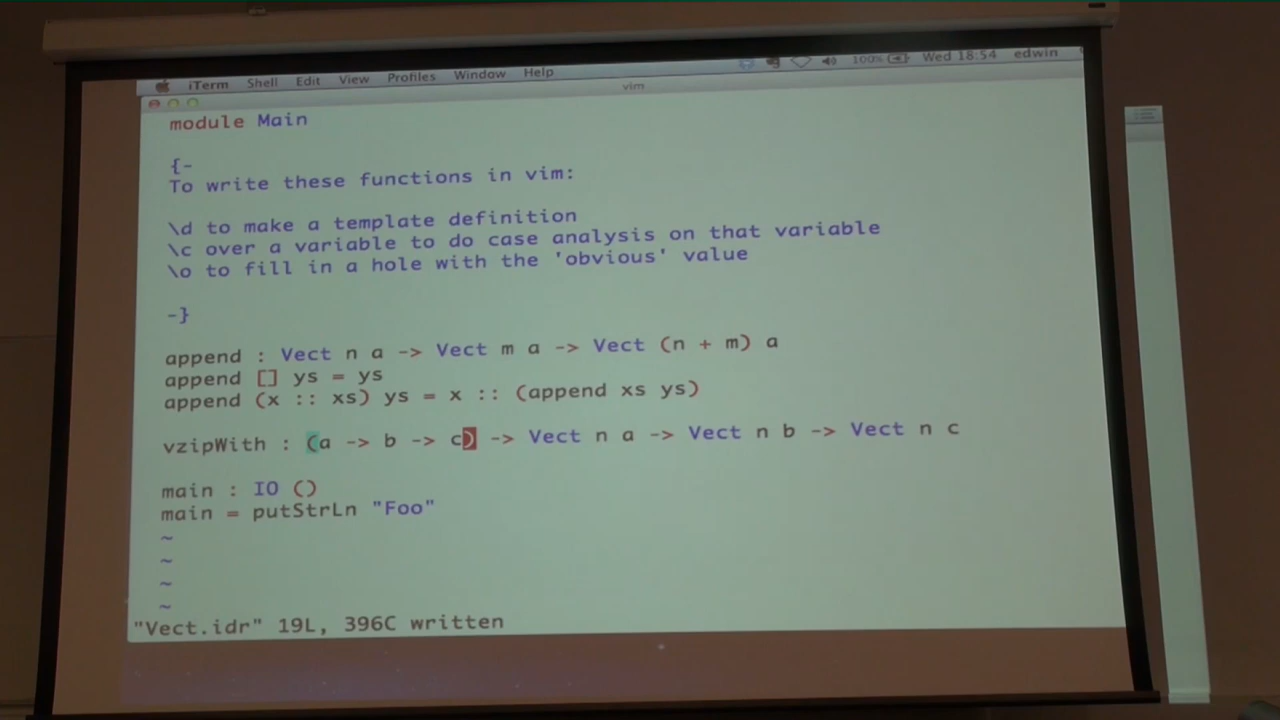 iTerm Shell Edit View Profiles Window Help 100% Wed 18:54 edwin
vim
module Main
{-
To write these functions in vim:
\d to make a template definition
\c over a variable to do case analysis on that variable
\o to fill in a hole with the 'obvious' value
-}
append : Vect n a -> Vect m a -> Vect (n + m) a
append [] ys = ys
append (x :: xs) ys = x :: (append xs ys)
vzipWith : (a -> b -> c) -> Vect n a -> Vect n b -> Vect n c
main : IO ()
main = putStrLn "Foo"
~
~
~
~
"Vect.idr" 19L, 396C written